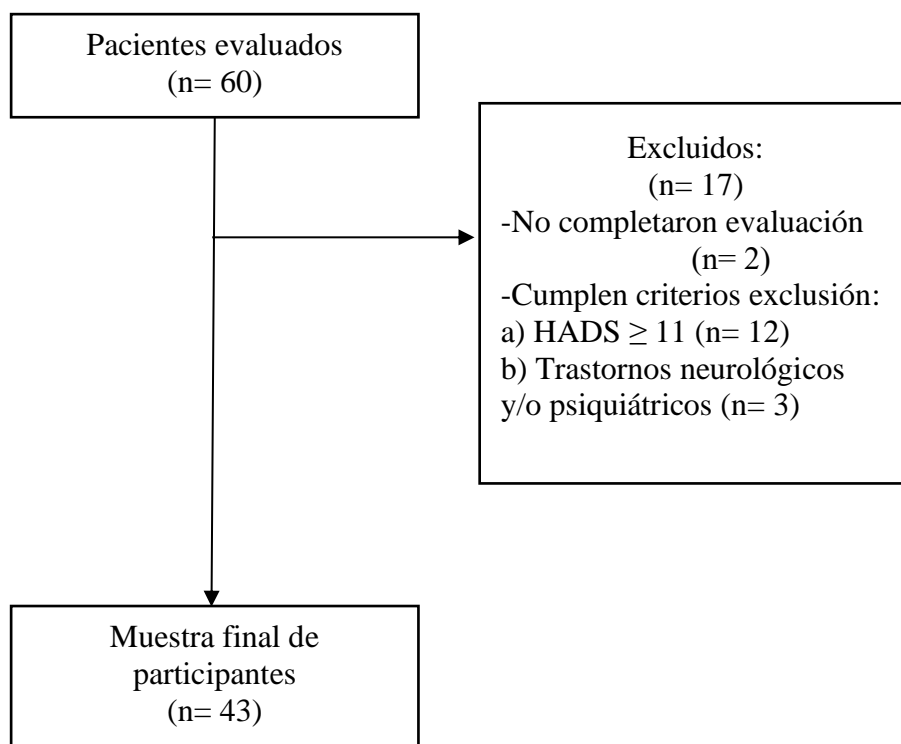 Pacientes evaluados
(n= 60)
Excluidos:
(n= 17)
-No completaron evaluación
(n= 2)
-Cumplen criterios exclusión:
a) HADS ≥ 11 (n= 12)
b) Trastornos neurológicos
y/o psiquiátricos (n= 3)
Muestra final de
participantes
(n= 43)